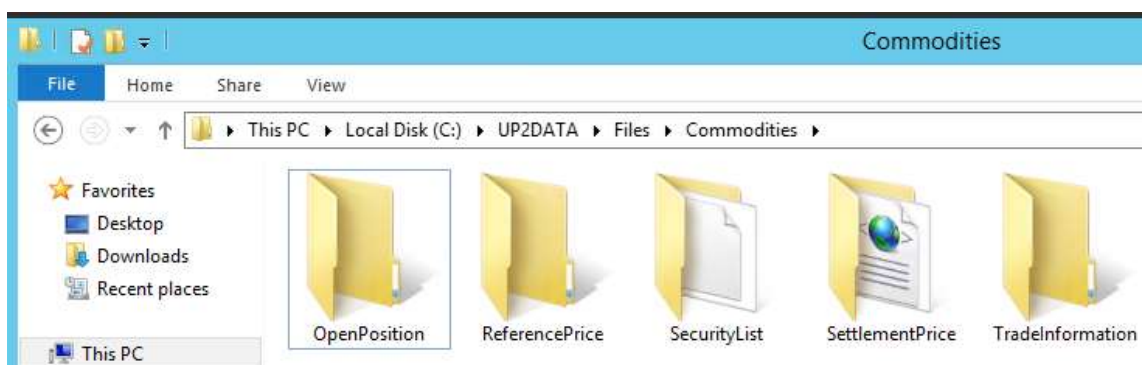 Commodities
File Home Share View
This PC Local Disk (C:) UP2DATA Files Commodities
Favorites
Desktop
Downloads
Recent places
This PC
OpenPosition ReferencePrice SecurityList SettlementPrice TradeInformation